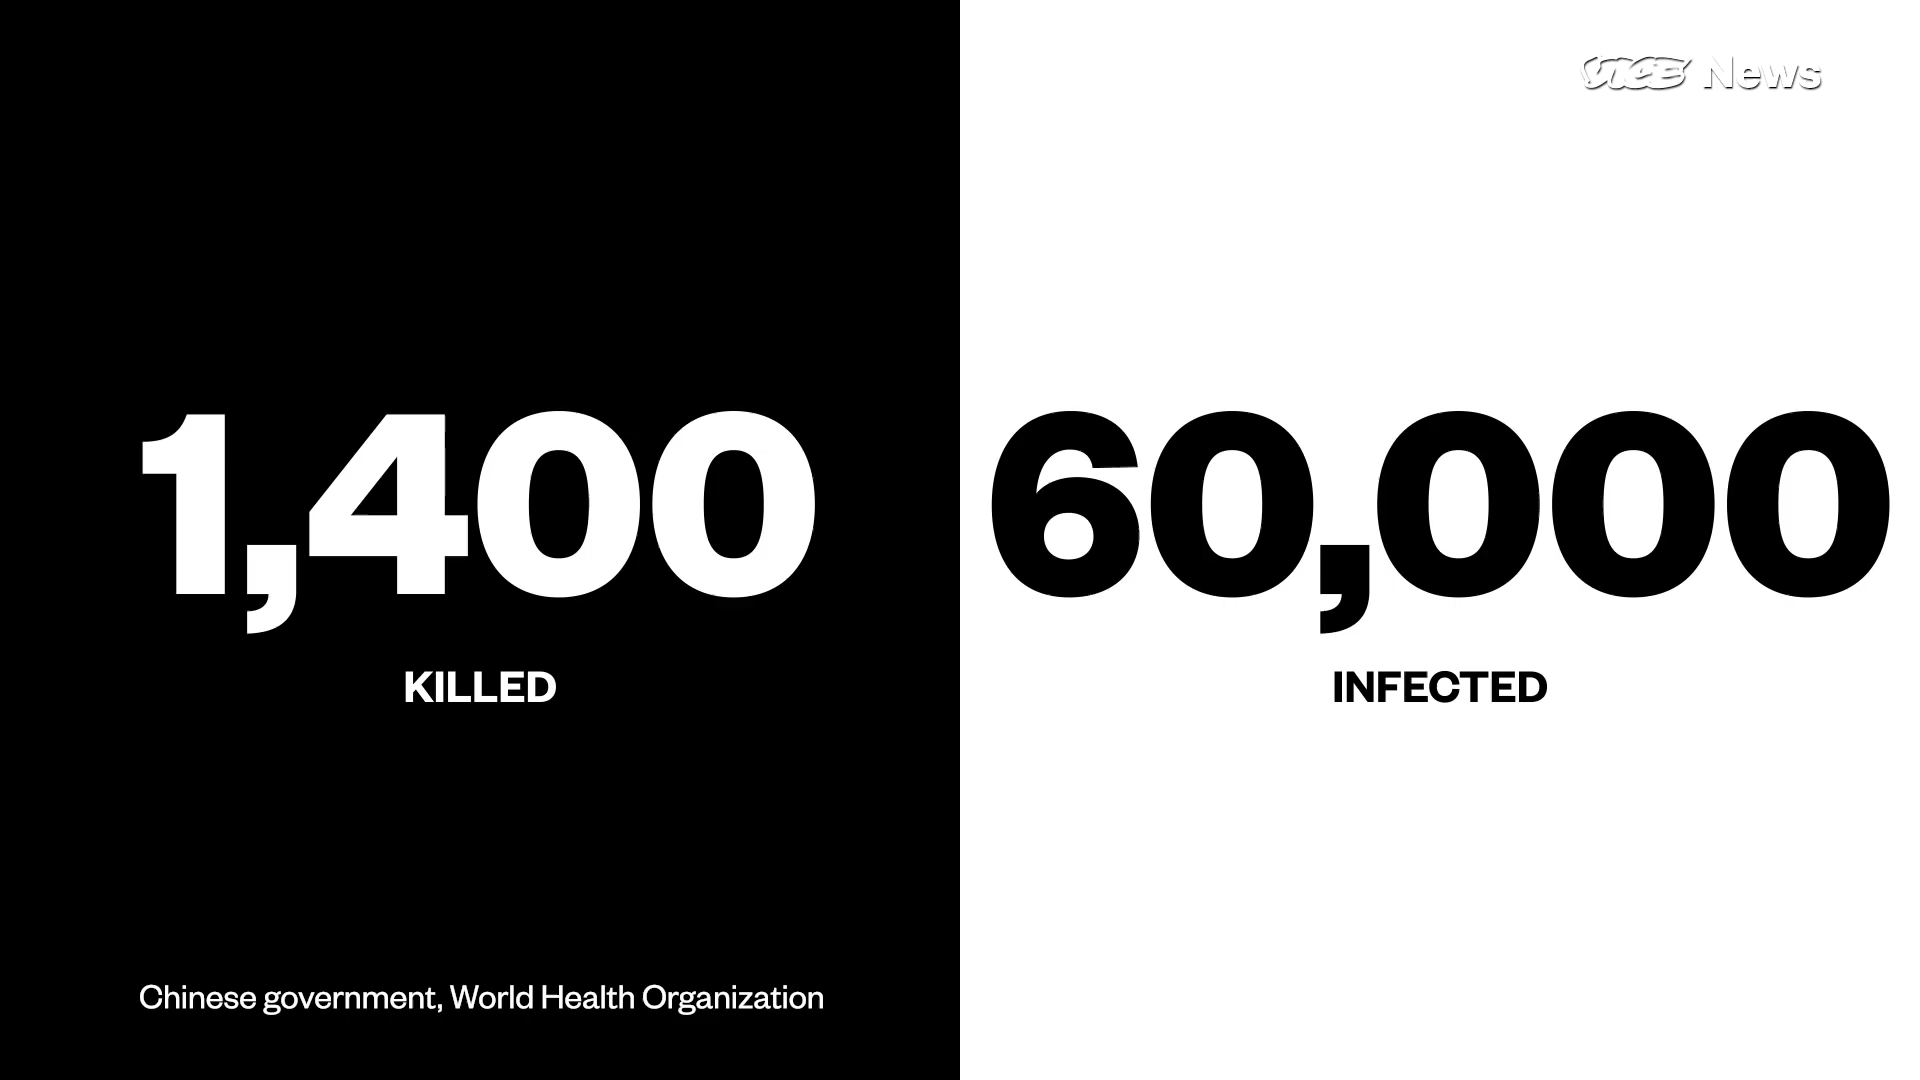 VICE News
1,400
KILLED
60,000
INFECTED
Chinese government, World Health Organization